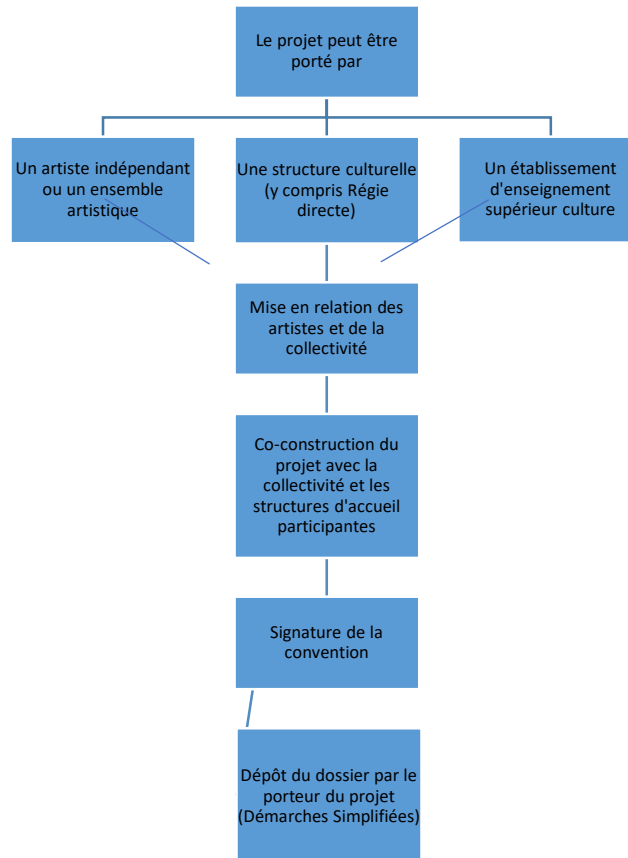 Le projet peut être
porté par
Un artiste indépendant
ou un ensemble
artistique
Une structure culturelle
(y compris Régie
directe)
Un établissement
d'enseignement
supérieur culture
Mise en relation des
artistes et de la
collectivité
Co-construction du
projet avec la
collectivité et les
structures d'accueil
participantes
Signature de la
convention
Dépôt du dossier par le
porteur du projet
(Démarches Simplifiées)